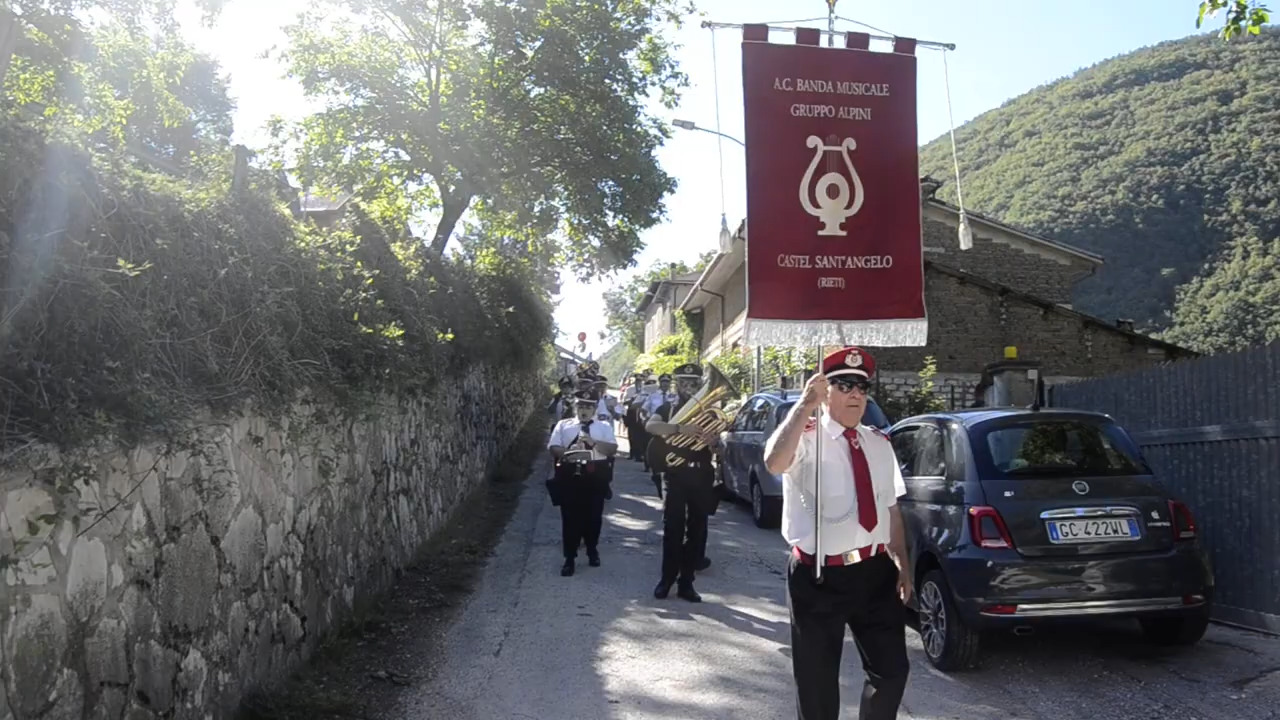 A.C. BANDA MUSICALE
GRUPPO ALPINI
CASTEL SANT'ANGELO
(RIETI)
GC 422WL